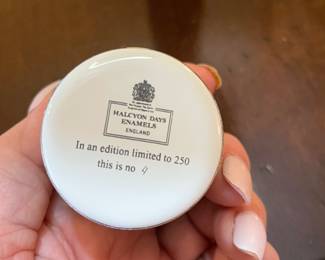 HALCYON DAYS
ENAMELS
ENGLAND
In an edition limited to 250
this is no 4